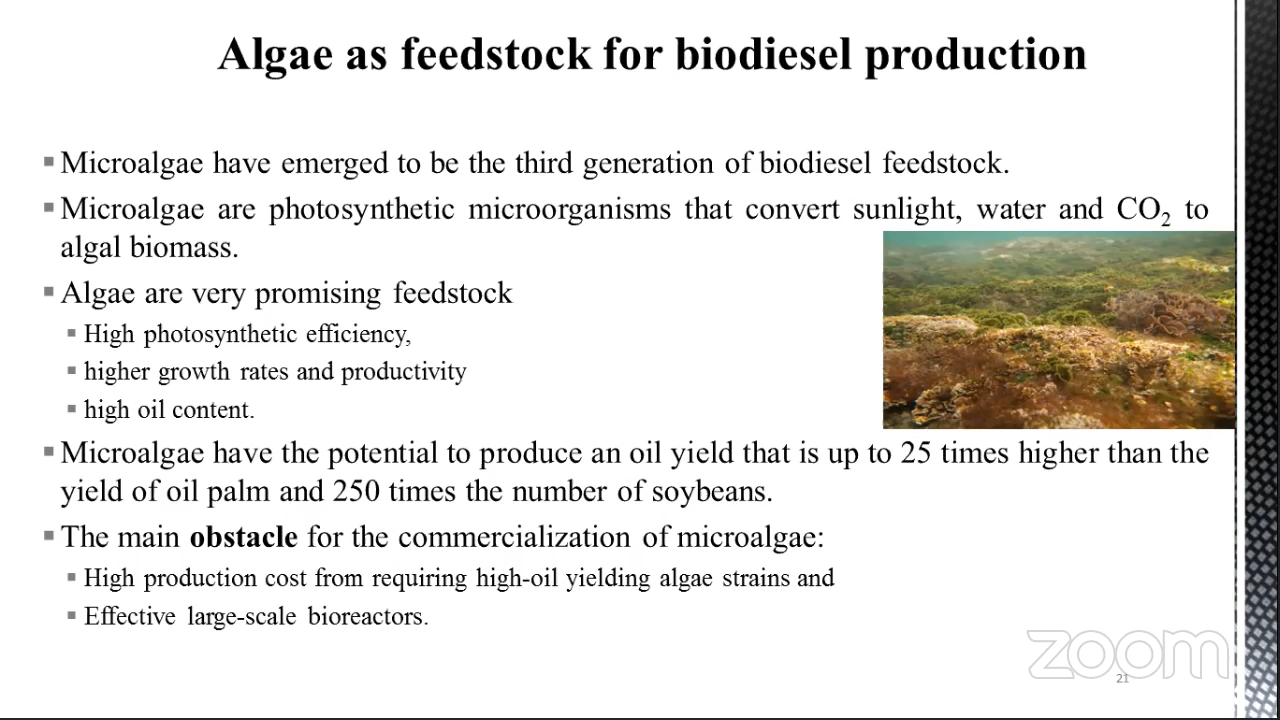 Algae as feedstock for biodiesel production
▪ Microalgae have emerged to be the third generation of biodiesel feedstock.
▪ Microalgae are photosynthetic microorganisms that convert sunlight, water and CO₂ to
algal biomass.
▪ Algae are very promising feedstock
▪ High photosynthetic efficiency,
▪ higher growth rates and productivity
▪ high oil content.
▪ Microalgae have the potential to produce an oil yield that is up to 25 times higher than the
yield of oil palm and 250 times the number of soybeans.
▪ The main obstacle for the commercialization of microalgae:
▪ High production cost from requiring high-oil yielding algae strains and
▪ Effective large-scale bioreactors.
zoom
21